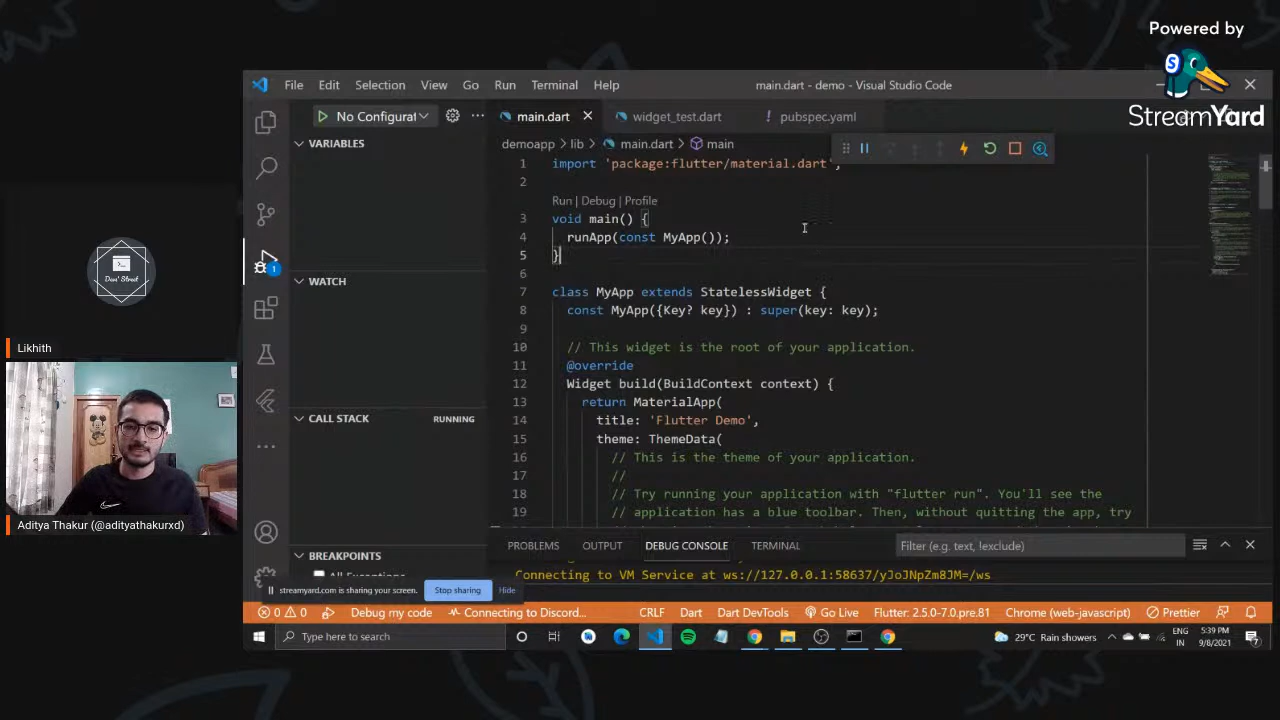 Powered by
StreamYard
File Edit Selection View Go Run Terminal Help
main.dart - demo - Visual Studio Code
No Configurat
main.dart
widget_test.dart
pubspec.yaml
demoapp > lib > main.dart > main
VARIABLES
WATCH
CALL STACK
RUNNING
BREAKPOINTS
All Exceptions
1 import 'package:flutter/material.dart';
2
Run | Debug | Profile
3 void main() {
4 runApp(const MyApp());
5 }
6
7 class MyApp extends StatelessWidget {
8 const MyApp({Key? key}) : super(key: key);
9
10 // This widget is the root of your application.
11 @override
12 Widget build(BuildContext context) {
13 return MaterialApp(
14 title: 'Flutter Demo',
15 theme: ThemeData(
16 // This is the theme of your application.
17 //
18 // Try running your application with "flutter run". You'll see the
19 // application has a blue toolbar. Then, without quitting the app, try
PROBLEMS OUTPUT DEBUG CONSOLE TERMINAL
Filter (e.g. text, !exclude)
Connecting to VM Service at ws://127.0.0.1:58637/yJoJNpZm8JM=/ws
streamyard.com is sharing your screen.
Stop sharing
Hide
0 0 Debug my code Connecting to Discord... CRLF Dart Dart DevTools Go Live Flutter: 2.5.0-7.0.pre.81 Chrome (web-javascript) Prettier
Type here to search
29°C Rain showers
ENG
IN
5:39 PM
9/8/2021
1
Dev' Street
Likhith
Aditya Thakur (@adityathakurxd)